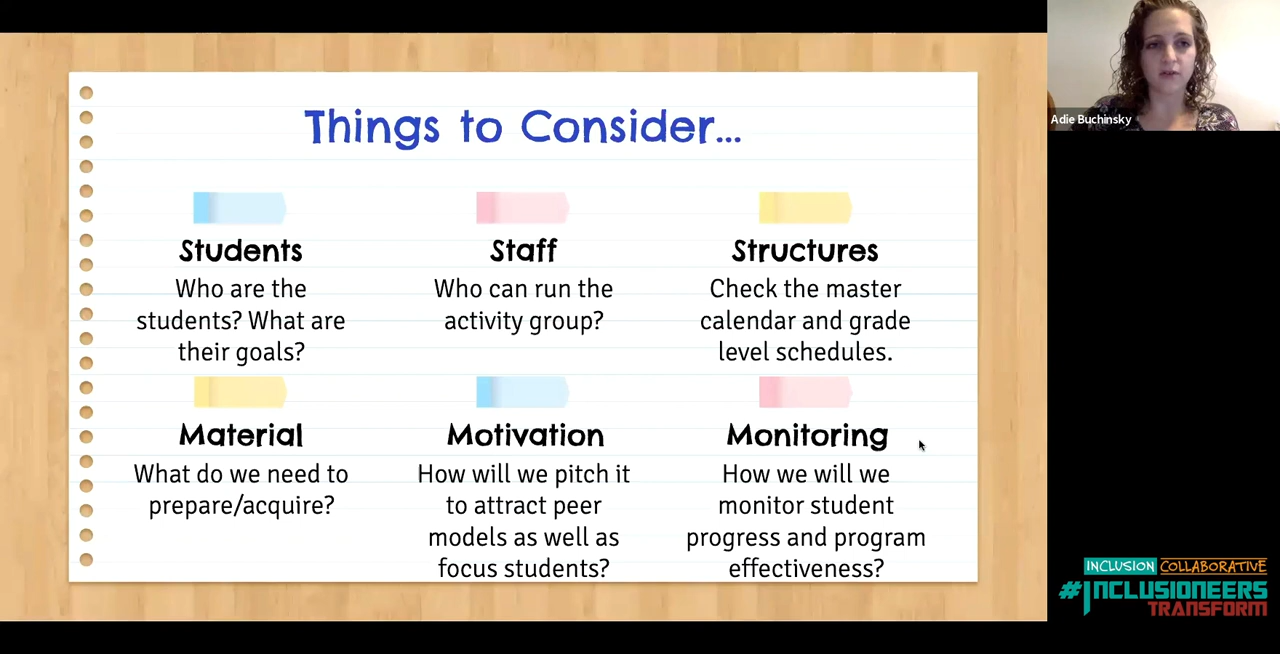 Things to Consider...
Students
Who are the
students? What are
their goals?
Staff
Who can run the
activity group?
Structures
Check the master
calendar and grade
level schedules.
Material
What do we need to
prepare/acquire?
Motivation
How will we pitch it
to attract peer
models as well as
focus students?
Monitoring
How we will we
monitor student
progress and program
effectiveness?
Adie Buchinsky
INCLUSION COLLABORATIVE
#INCLUSIONEERS
TRANSFORM